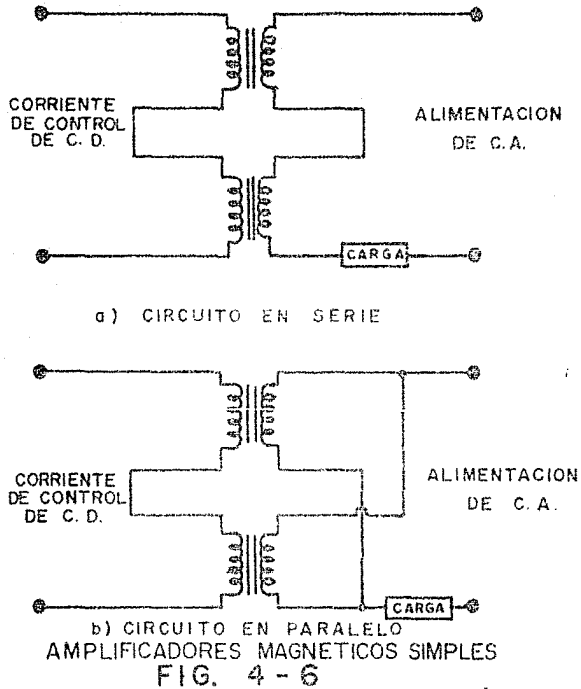 CORRIENTE
DE CONTROL
DE C. D.
ALIMENTACION
DE C.A.
CARGA
a) CIRCUITO EN SERIE
CORRIENTE
DE CONTROL
DE C. D.
ALIMENTACION
DE C.A.
CARGA
b) CIRCUITO EN PARALELO
AMPLIFICADORES MAGNETICOS SIMPLES
FIG. 4-6